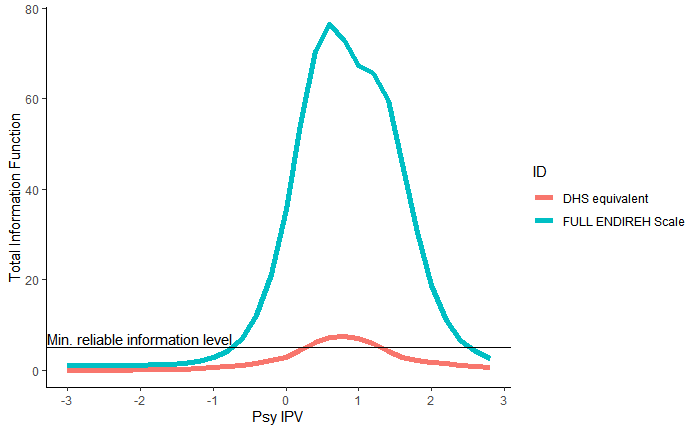 80
60
40
20
0
Total Information Function
Min. reliable information level
-3
-2
-1
0
1
2
3
Psy IPV
ID
DHS equivalent
FULL ENDIREH Scale